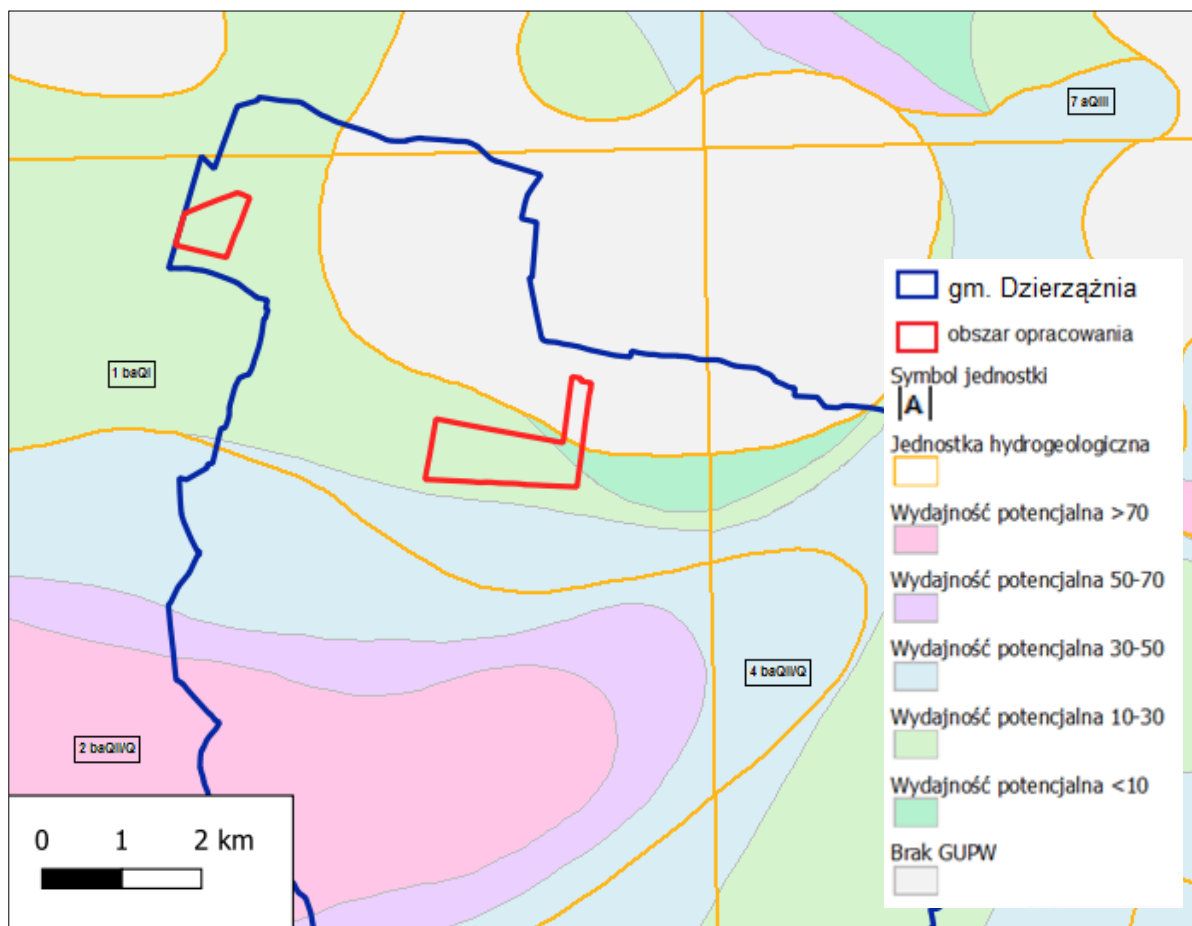 7 aQIII
1 baQI
4 baQII/Q
2 baQII/Q
0 1 2 km
gm. Dzierzążnia
obszar opracowania
Symbol jednostki
|A|
Jednostka hydrogeologiczna
Wydajność potencjalna >70
Wydajność potencjalna 50-70
Wydajność potencjalna 30-50
Wydajność potencjalna 10-30
Wydajność potencjalna <10
Brak GUPW